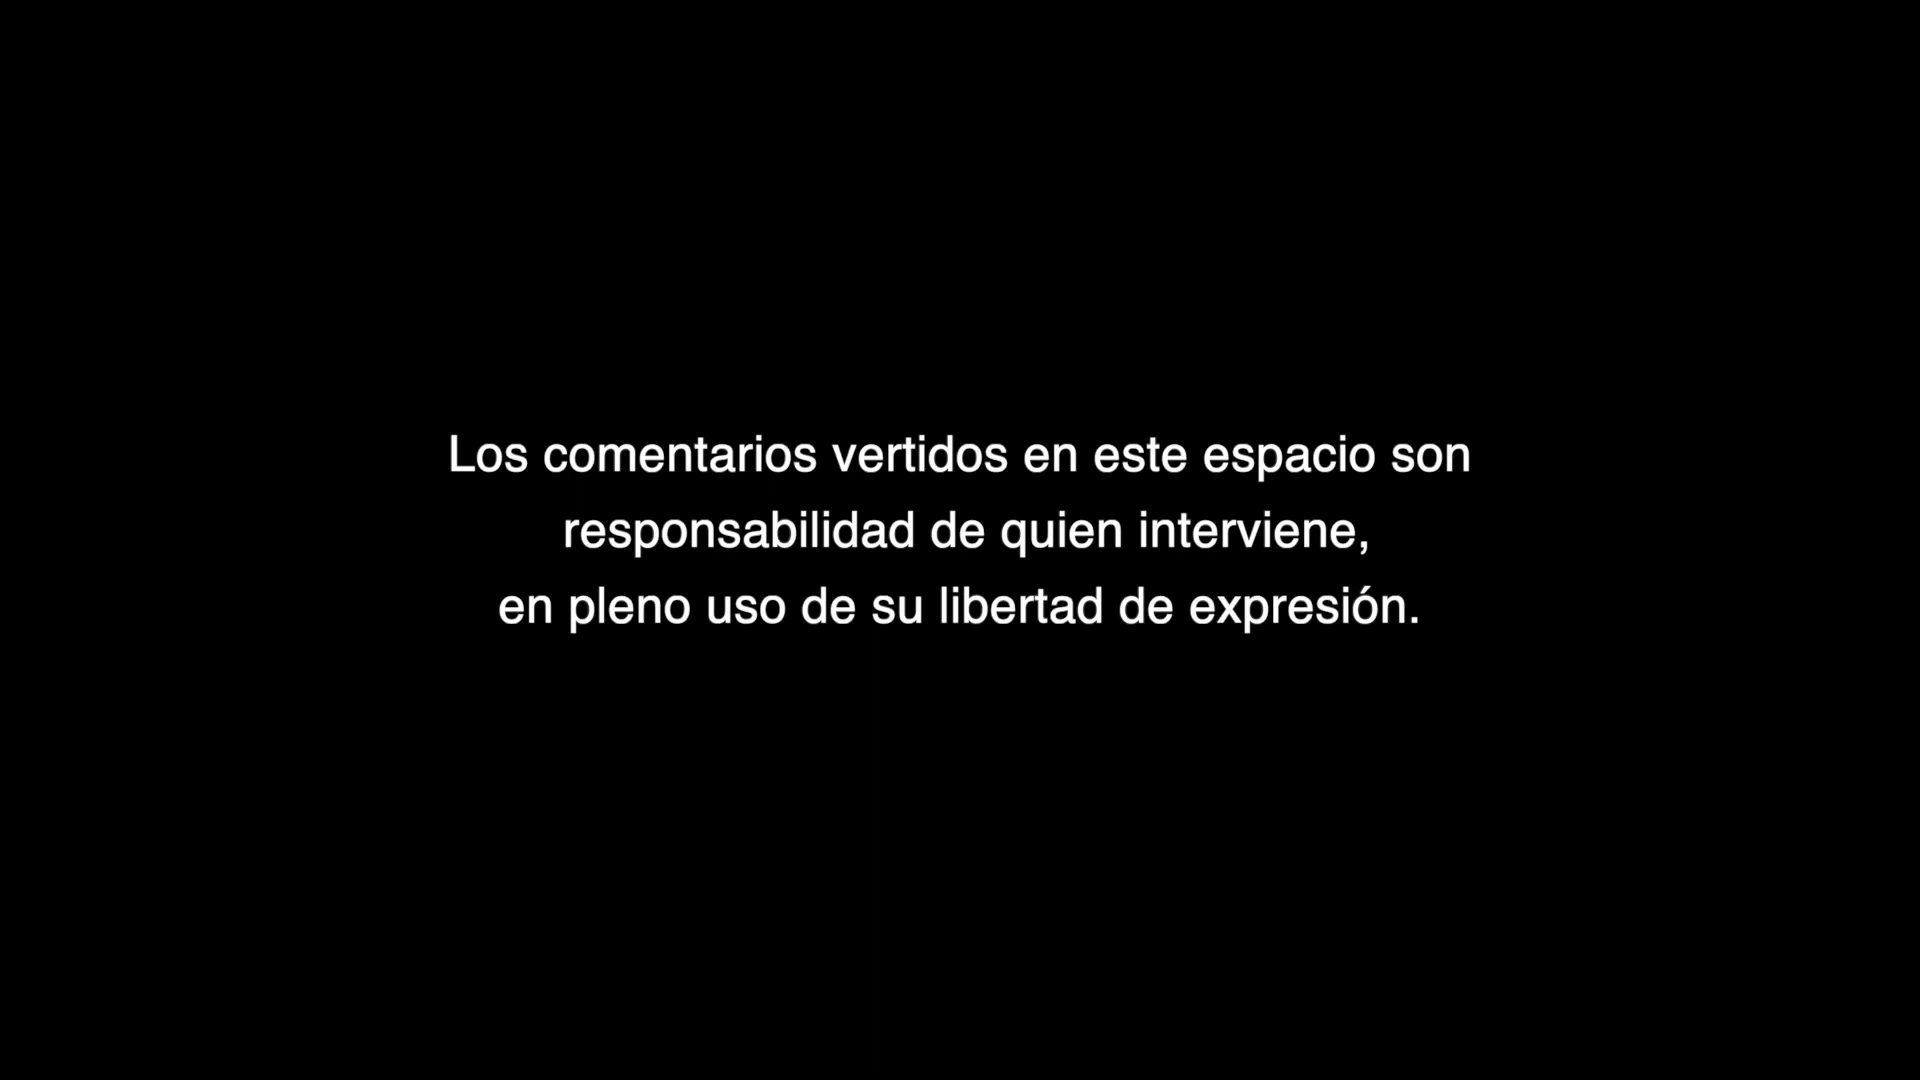 Los comentarios vertidos en este espacio son
responsabilidad de quien interviene,
en pleno uso de su libertad de expresión.